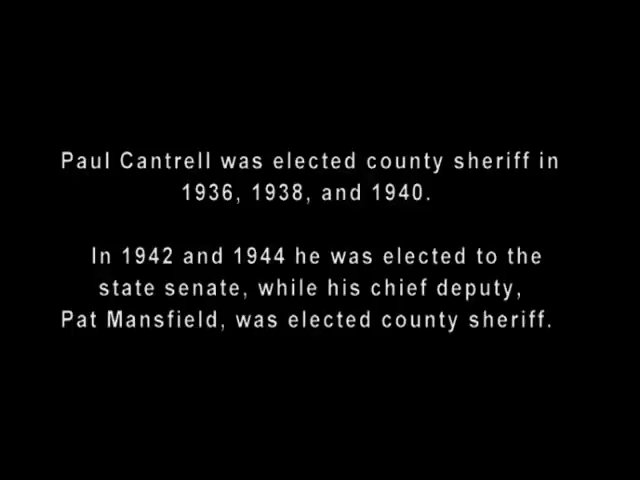 Paul Cantrell was elected county sheriff in
1936, 1938, and 1940.
In 1942 and 1944 he was elected to the
state senate, while his chief deputy,
Pat Mansfield, was elected county sheriff.